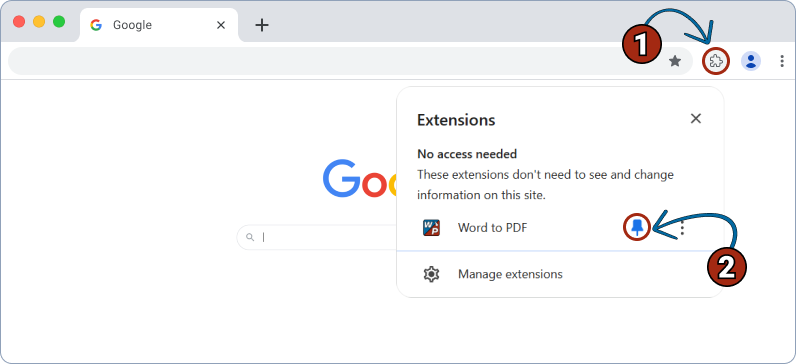 Google
1
Extensions
No access needed
These extensions don't need to see and change
information on this site.
Goo
W P
Word to PDF
2
Manage extensions